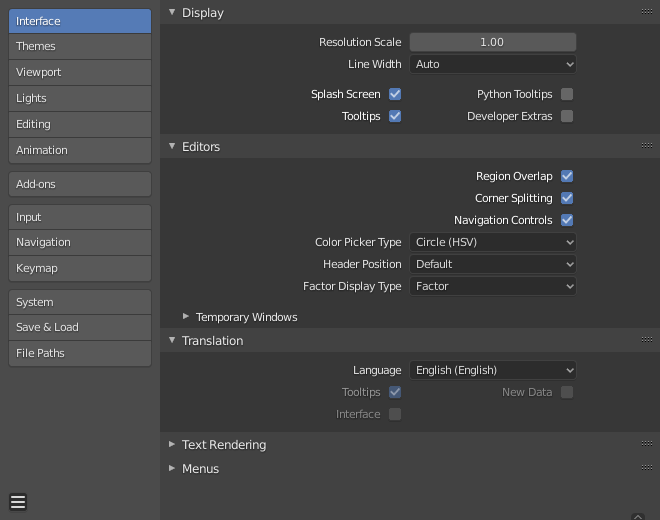 Interface
Themes
Viewport
Lights
Editing
Animation
Add-ons
Input
Navigation
Keymap
System
Save & Load
File Paths
Display
Resolution Scale 1.00
Line Width Auto
Splash Screen Python Tooltips
Tooltips Developer Extras
Editors
Region Overlap
Corner Splitting
Navigation Controls
Color Picker Type Circle (HSV)
Header Position Default
Factor Display Type Factor
Temporary Windows
Translation
Language English (English)
Tooltips New Data
Interface
Text Rendering
Menus